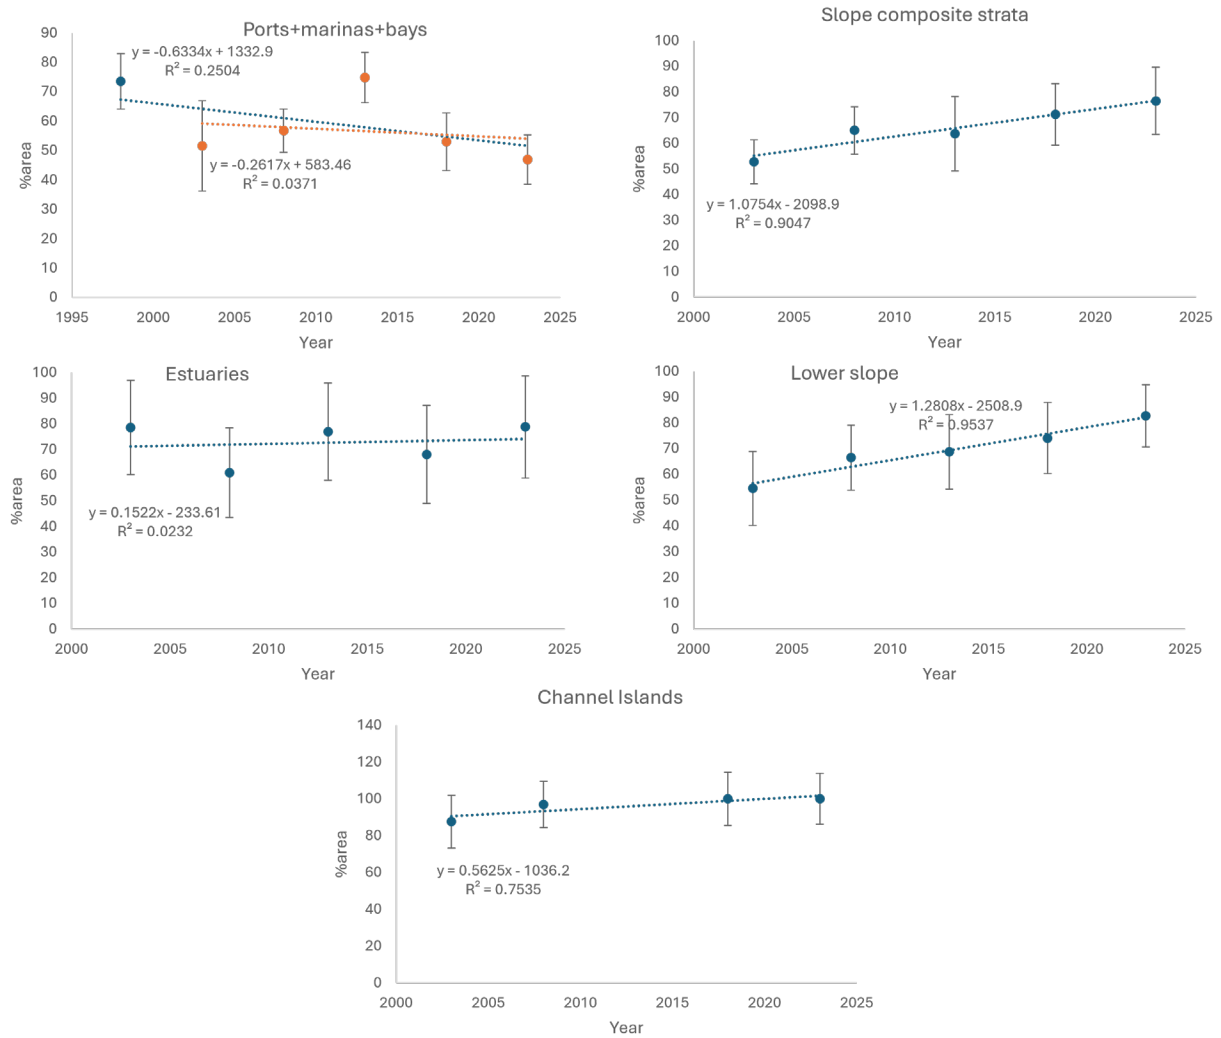 Ports+marinas+bays
90
80
70
60
50
40
30
20
10
0
%area
y = -0.6334x + 1332.9
R² = 0.2504
y = -0.2617x + 583.46
R² = 0.0371
1995 2000 2005 2010 2015 2020 2025
Year
Slope composite strata
100
90
80
70
60
50
40
30
20
10
0
%area
y = 1.0754x - 2098.9
R² = 0.9047
2000 2005 2010 2015 2020 2025
Year
Estuaries
100
90
80
70
60
50
40
30
20
10
0
%area
y = 0.1522x - 233.61
R² = 0.0232
2000 2005 2010 2015 2020 2025
Year
Lower slope
100
90
80
70
60
50
40
30
20
10
0
%area
y = 1.2808x - 2508.9
R² = 0.9537
2000 2005 2010 2015 2020 2025
Year
Channel Islands
140
120
100
80
60
40
20
0
%area
y = 0.5625x - 1036.2
R² = 0.7535
2000 2005 2010 2015 2020 2025
Year